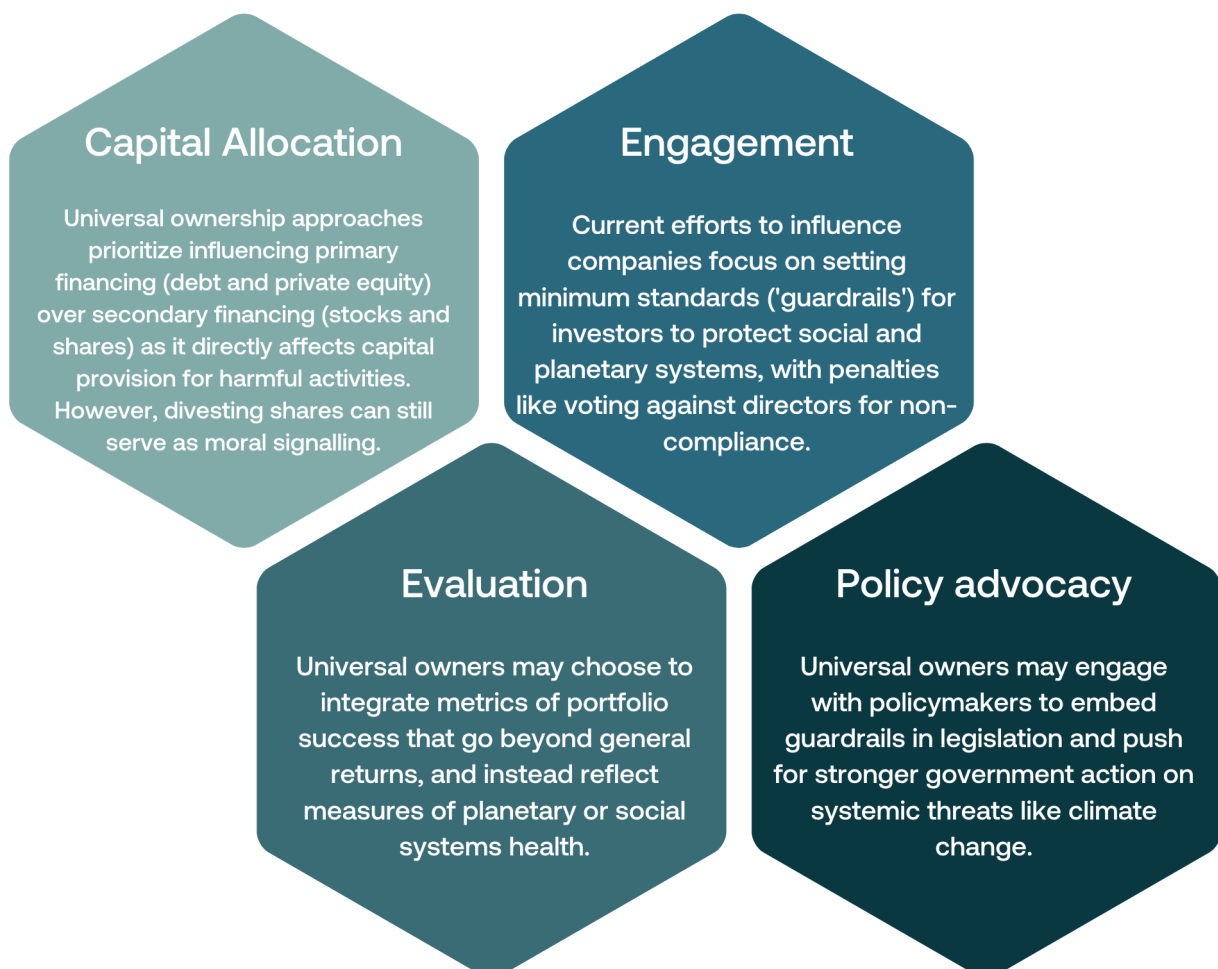 Capital Allocation
Universal ownership approaches
prioritize influencing primary
financing (debt and private equity)
over secondary financing (stocks and
shares) as it directly affects capital
provision for harmful activities.
However, divesting shares can still
serve as moral signalling.
Engagement
Current efforts to influence
companies focus on setting
minimum standards ('guardrails') for
investors to protect social and
planetary systems, with penalties
like voting against directors for non-
compliance.
Evaluation
Universal owners may choose to
integrate metrics of portfolio
success that go beyond general
returns, and instead reflect
measures of planetary or social
systems health.
Policy advocacy
Universal owners may engage
with policymakers to embed
guardrails in legislation and push
for stronger government action on
systemic threats like climate
change.